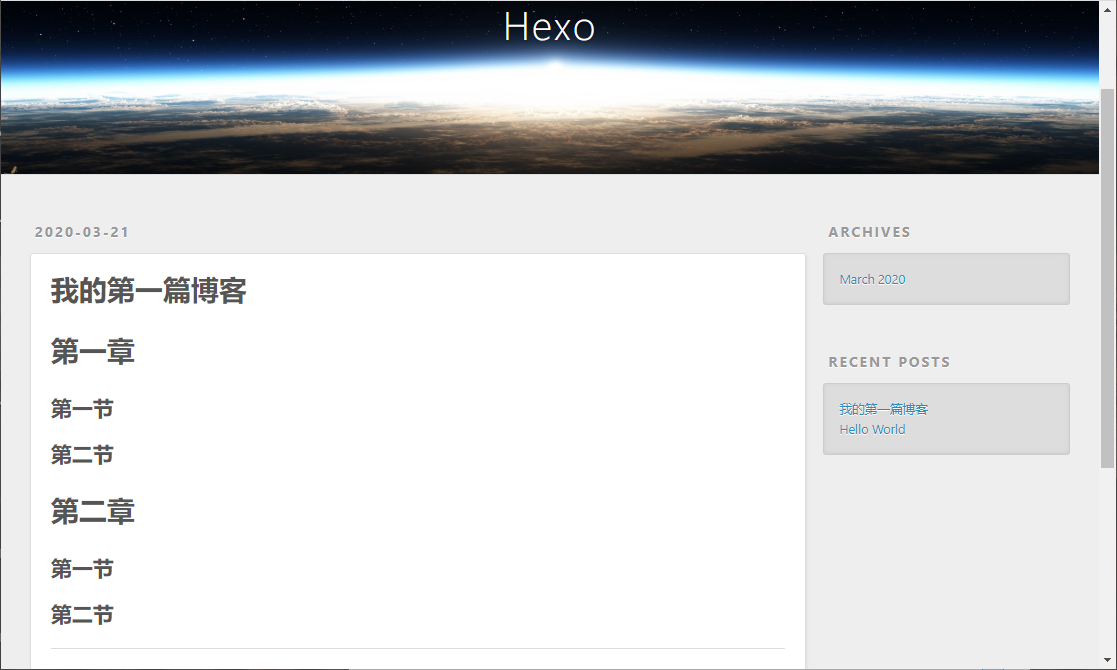 Hexo
2020-03-21
我的第一篇博客
第一章
第一节
第二节
第二章
第一节
第二节
ARCHIVES
March 2020
RECENT POSTS
我的第一篇博客
Hello World